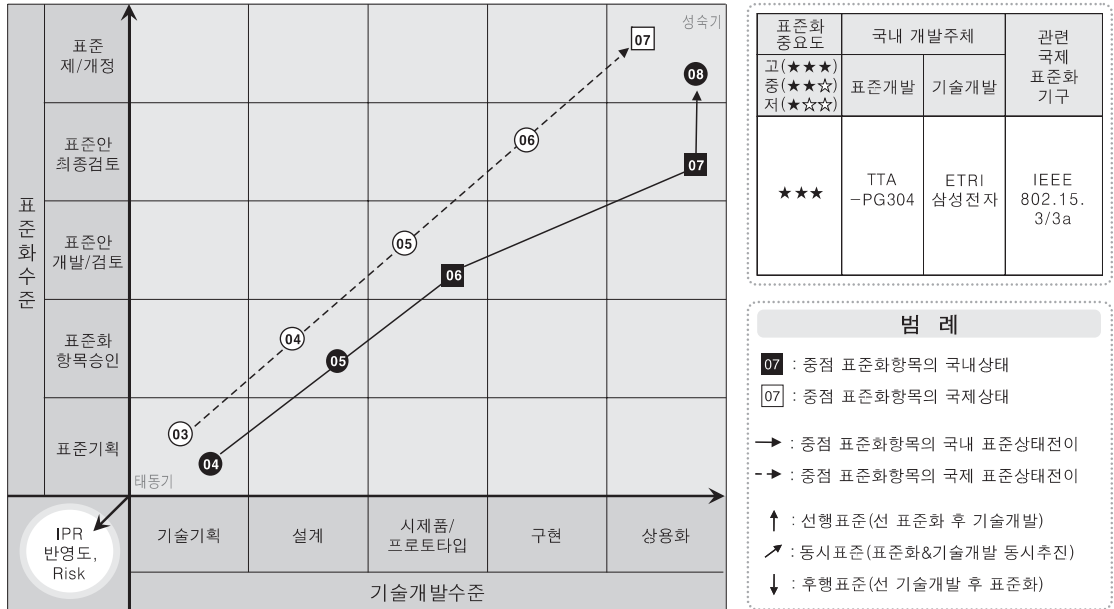 표준화수준
표준
제/개정
표준안
최종검토
표준안
개발/검토
표준화
항목승인
표준기획
성숙기
07
08
06
07
05
06
04
05
03
04
태동기
IPR
반영도,
Risk
기술기획
설계
시제품/
프로토타입
구현
상용화
기술개발수준
표준화
중요도
국내 개발주체
관련
국제
표준화
기구
고(★★★)
중(★★☆)
저(★☆☆)
표준개발
기술개발
★★★
TTA
-PG304
ETRI
삼성전자
IEEE
802.15.
3/3a
범 례
07 : 중점 표준화항목의 국내상태
07 : 중점 표준화항목의 국제상태
: 중점 표준화항목의 국내 표준상태전이
: 중점 표준화항목의 국제 표준상태전이
: 선행표준(선 표준화 후 기술개발)
: 동시표준(표준화&기술개발 동시추진)
: 후행표준(선 기술개발 후 표준화)